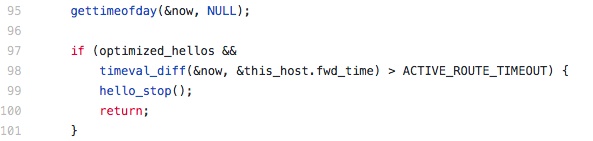 95 gettimeofday(&now, NULL);
96
97 if (optimized_hellos &&
98 timeval_diff(&now, &this_host.fwd_time) > ACTIVE_ROUTE_TIMEOUT) {
99 hello_stop();
100 return;
101 }